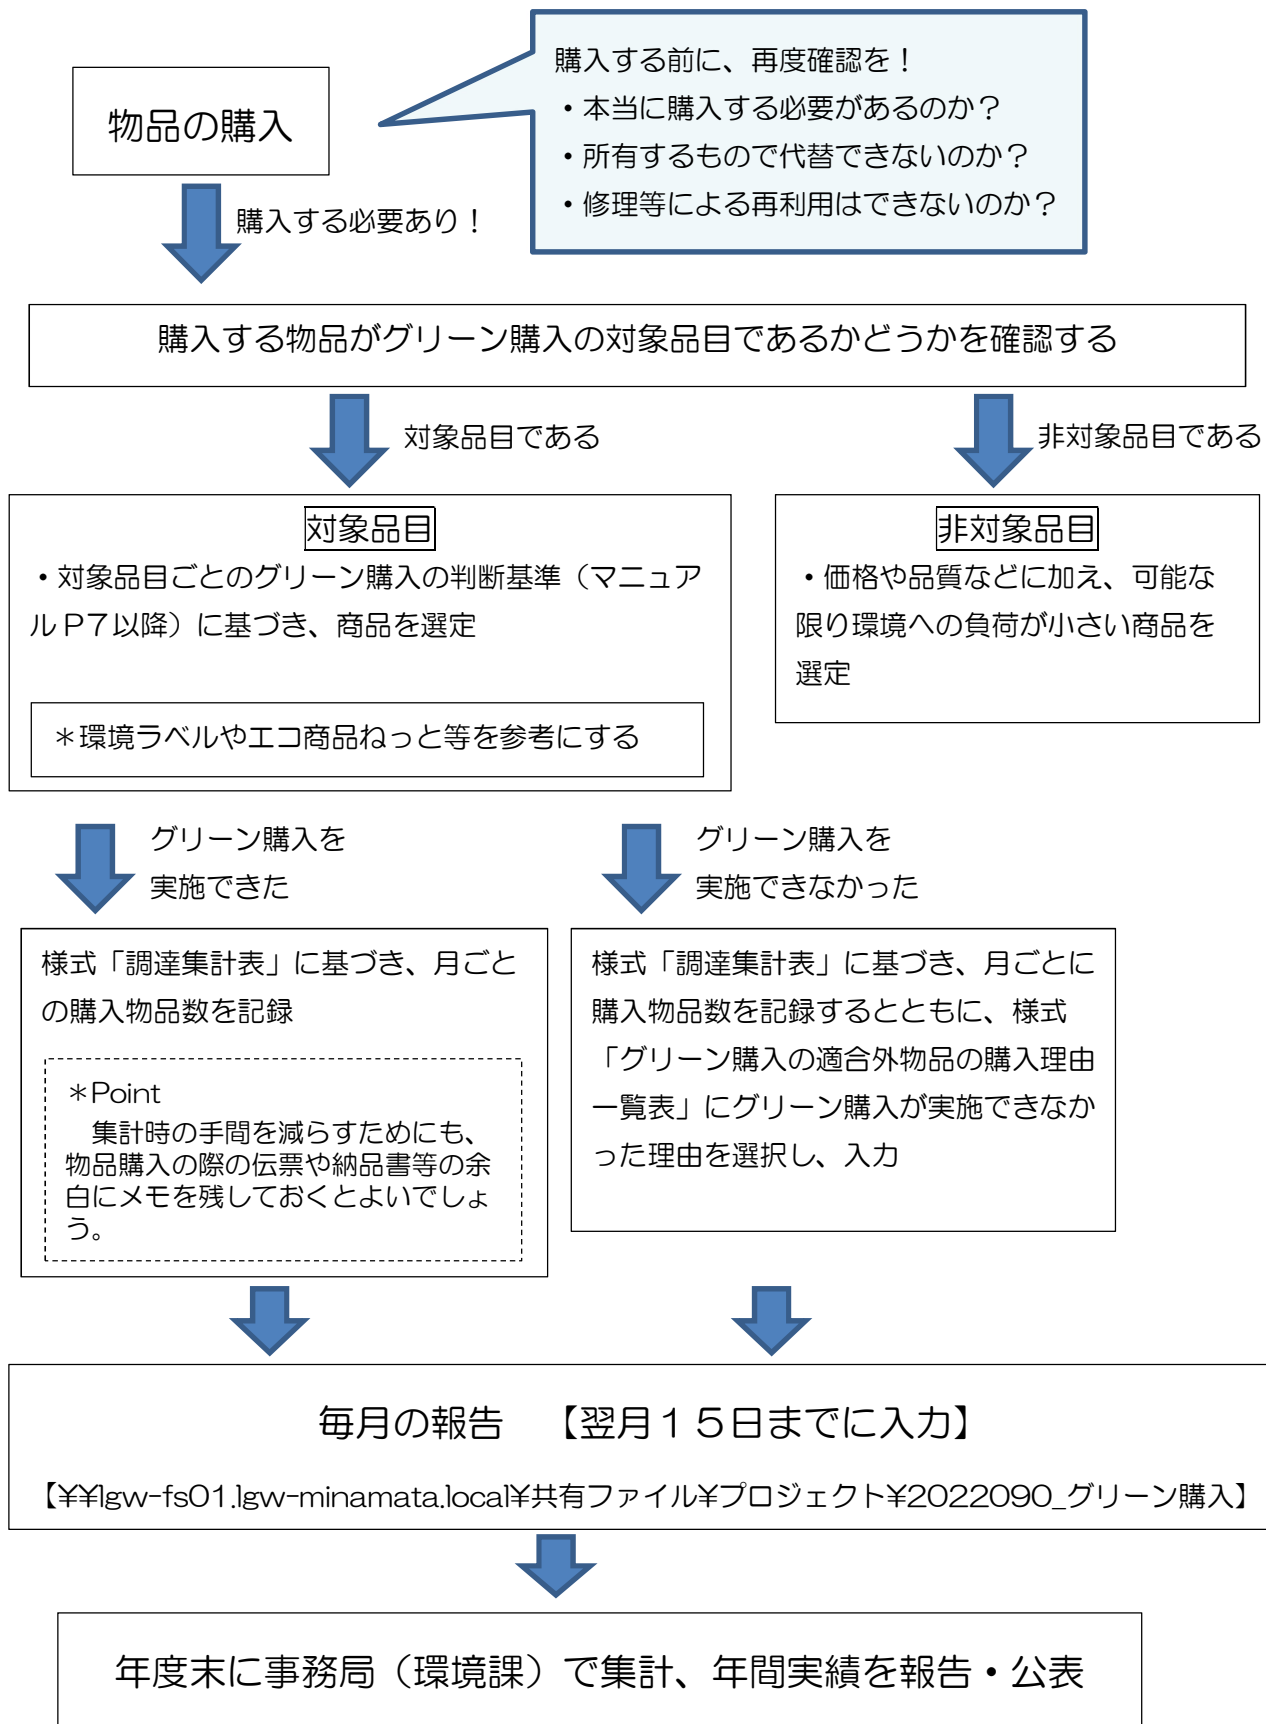 物品の購入
購入する前に、再度確認を！
・本当に購入する必要があるのか？
・所有するもので代替できないのか？
・修理等による再利用はできないのか？
購入する必要あり！
購入する物品がグリーン購入の対象品目であるかどうかを確認する
対象品目である
非対象品目である
対象品目
・対象品目ごとのグリーン購入の判断基準（マニュア
ル P７以降）に基づき、商品を選定
＊環境ラベルやエコ商品ねっと等を参考にする
非対象品目
・価格や品質などに加え、可能な
限り環境への負荷が小さい商品を
選定
グリーン購入を
実施できた
グリーン購入を
実施できなかった
様式「調達集計表」に基づき、月ごと
の購入物品数を記録
＊Point
集計時の手間を減らすためにも、
物品購入の際の伝票や納品書等の余
白にメモを残しておくとよいでしょ
う。
様式「調達集計表」に基づき、月ごとに
購入物品数を記録するとともに、様式
「グリーン購入の適合外物品の購入理由
一覧表」にグリーン購入が実施できなか
った理由を選択し、入力
毎月の報告　【翌月１５日までに入力】
【¥¥lgw-fs01.lgw-minamata.local¥共有ファイル¥プロジェクト¥2022090_グリーン購入】
年度末に事務局（環境課）で集計、年間実績を報告・公表